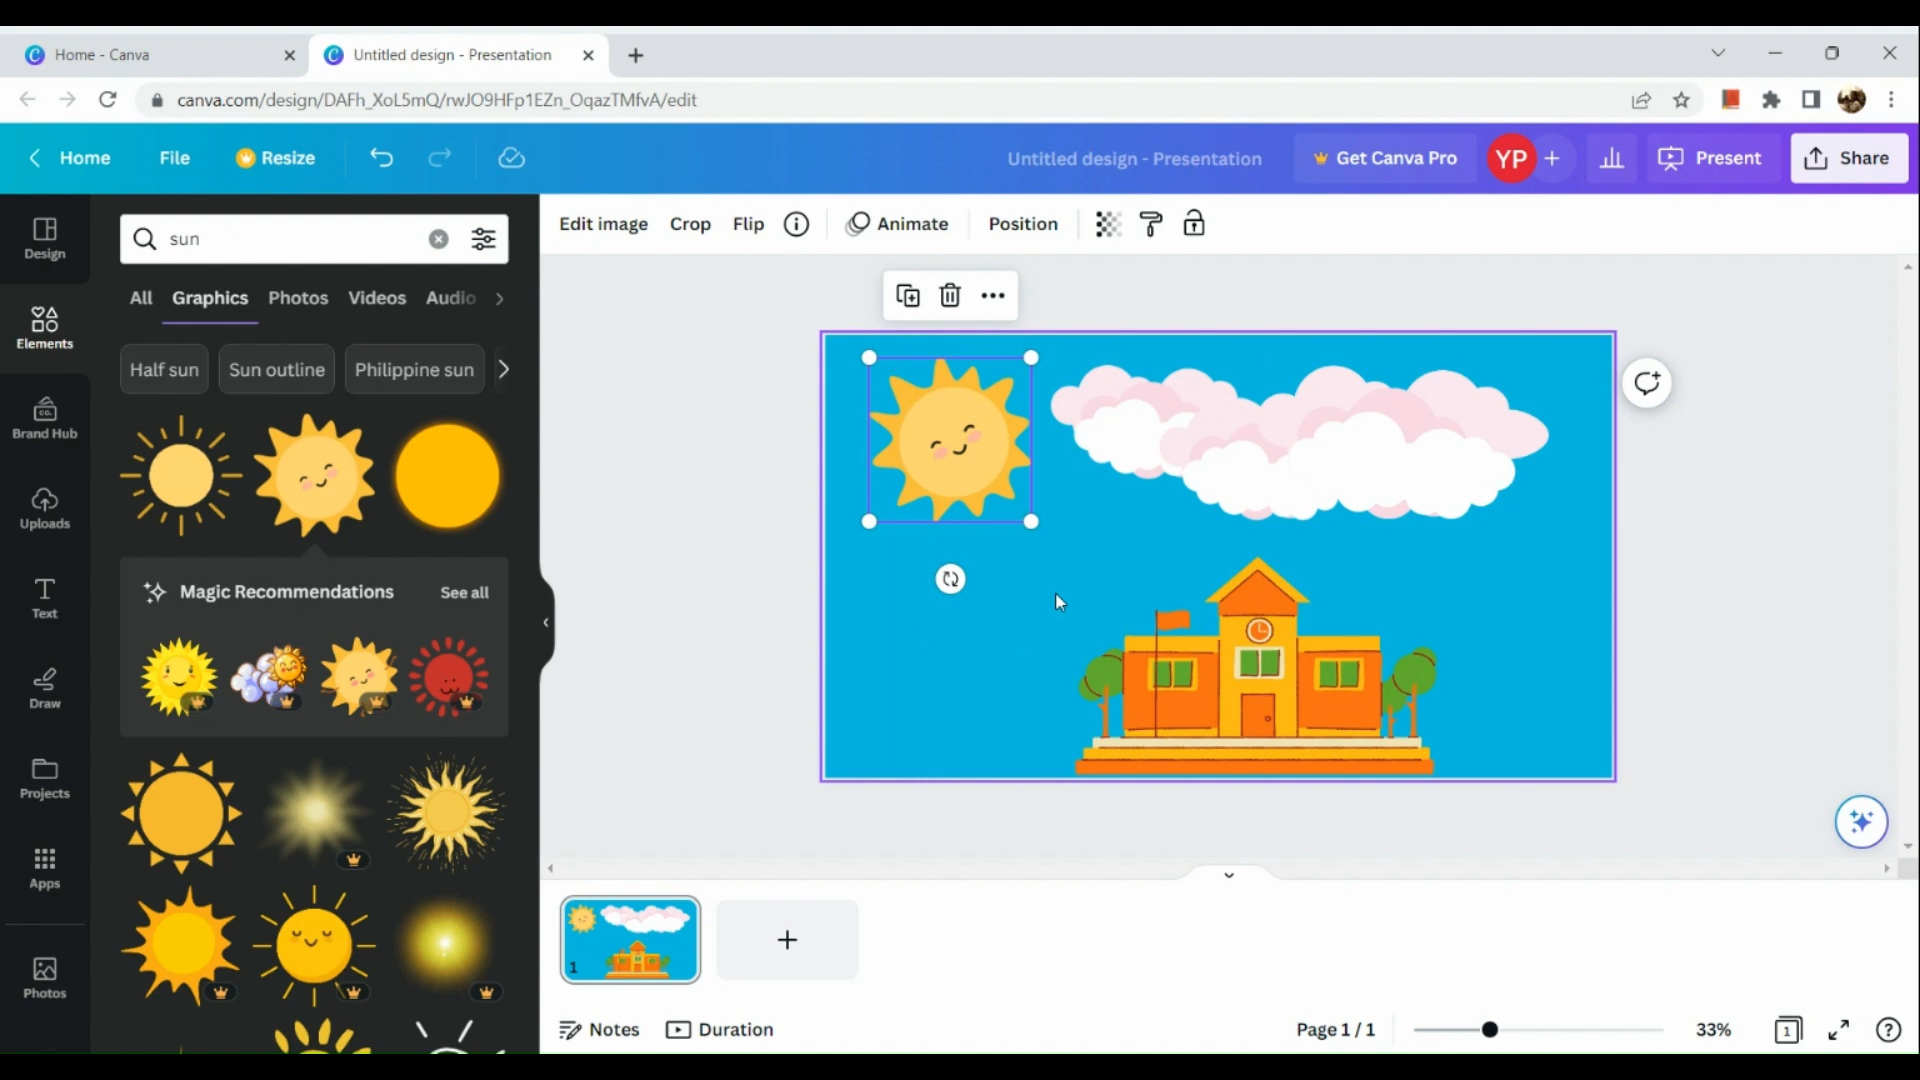 Home - Canva
Untitled design - Presentation
canva.com/design/DAFh_XoL5mQ/rwJO9HFp1EZn_OqazTMfvA/edit
Home
File
Resize
Untitled design - Presentation
Get Canva Pro
YP
Present
Share
Design
Elements
Brand Hub
CO.
Uploads
Text
Draw
Projects
Apps
Photos
sun
All Graphics Photos Videos Audio
Half sun
Sun outline
Philippine sun
Magic Recommendations
See all
Edit image
Crop
Flip
Animate
Position
1
Notes
Duration
Page 1 / 1
33%
1